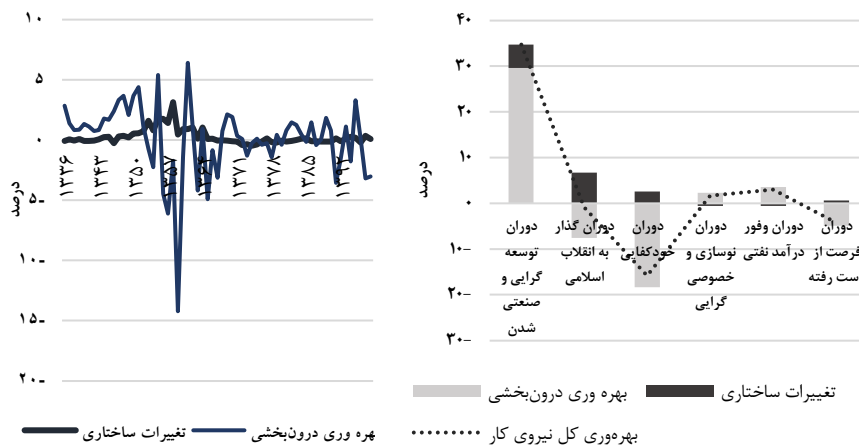 ۱۰
۵
۰
-۵
-۱۰
-۱۵
-۲۰
درصد
۱۳۳۶
۱۳۴۳
۱۳۵۰
۱۳۵۷
۱۳۶۴
۱۳۷۱
۱۳۷۸
۱۳۸۵
۱۳۹۲
تغییرات ساختاری
بهره وری درون‌بخشی
۴۰
۳۰
۲۰
۱۰
۰
-۱۰
-۲۰
-۳۰
درصد
دوران
توسعه
گرایی و
صنعتی
شدن
دوران گذار
به انقلاب
اسلامی
دوران
خودکفایی
دوران
نوسازی و
خصوصی
گرایی
دوران وفور
درآمد نفتی
دوران
فرصت از
دست رفته
بهره وری درون‌بخشی
تغییرات ساختاری
بهره‌وری کل نیروی کار